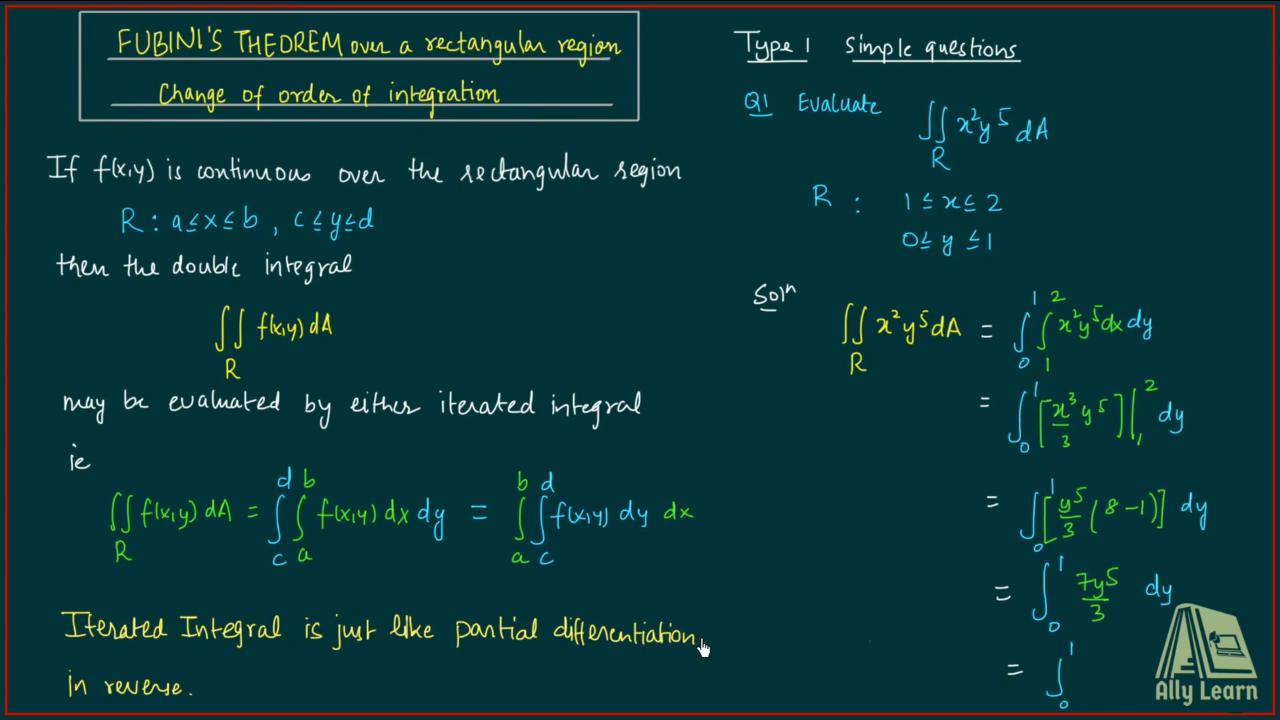 FUBINI'S THEOREM over a rectangular region
Change of order of integration
If f(x,y) is continuous over the rectangular region
R : a ≤ x ≤ b , c ≤ y ≤ d
then the double integral
∬_R f(x,y) dA
may be evaluated by either iterated integral
ie
∬_R f(x,y) dA = ∫_c^d ∫_a^b f(x,y) dx dy = ∫_a^b ∫_c^d f(x,y) dy dx
Iterated Integral is just like partial differentiation
in reverse.
Type 1 Simple questions
Q1 Evaluate ∬_R x²y⁵ dA
R : 1 ≤ x ≤ 2
0 ≤ y ≤ 1
Solⁿ
∬_R x²y⁵ dA = ∫_0^1 ∫_1^2 x²y⁵ dx dy
= ∫_0^1 [x³/3 y⁵]|_1^2 dy
= ∫_0^1 [y⁵/3 (8 − 1)] dy
= ∫_0^1 7y⁵/3 dy
= ∫_0^1
Ally Learn